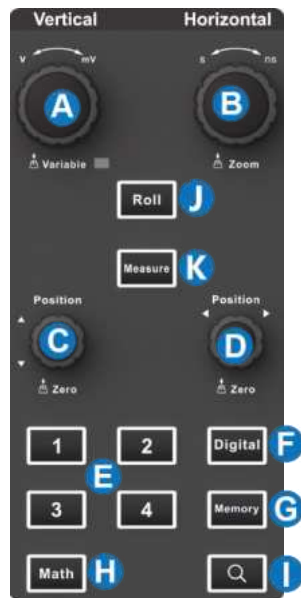 Vertical Horizontal
V mV s ns
A B
Variable Zoom
Roll J
Measure K
Position Position
C D
Zero Zero
1 2 Digital F
E
3 4 Memory G
Math H I